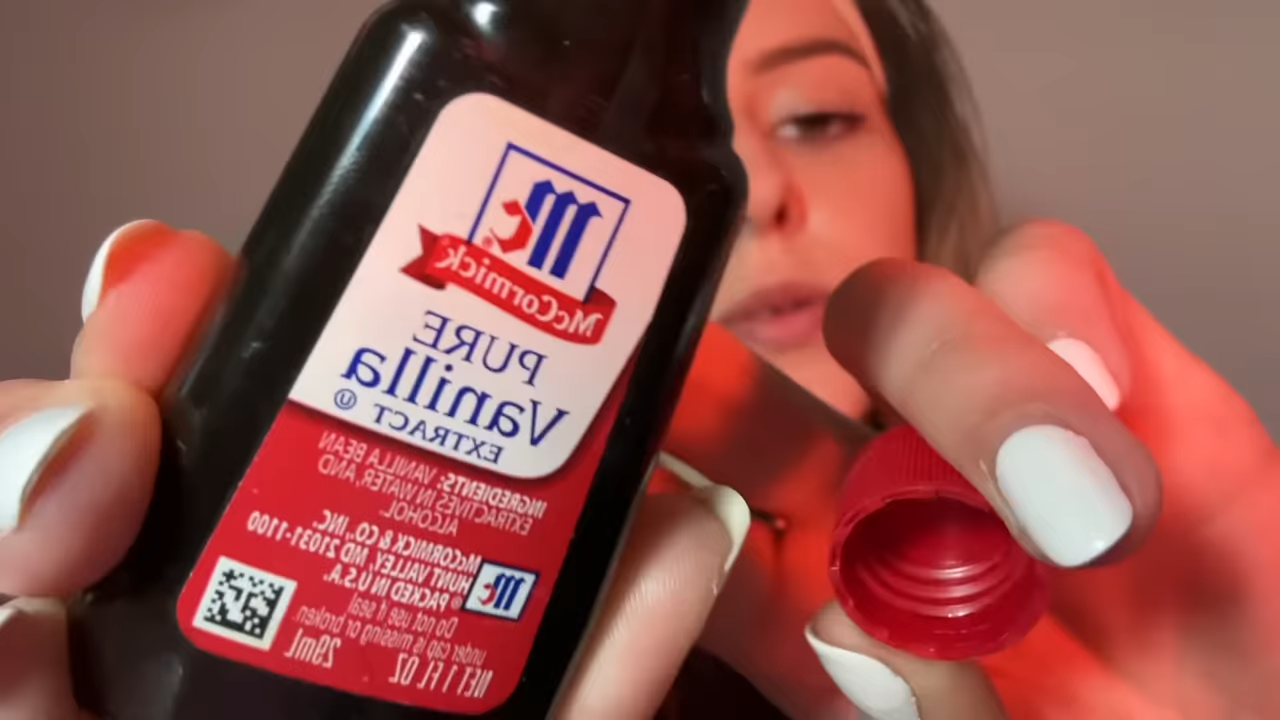 Mc
McCormick®
PURE
Vanilla
EXTRACT Ⓤ
INGREDIENTS: VANILLA BEAN
EXTRACTIVES IN WATER, AND
ALCOHOL
Mc
McCORMICK & CO., INC.
HUNT VALLEY, MD 21031-1100
® PACKED IN U.S.A.
Do not use if seal
under cap is missing or broken.
NET 1 FL OZ 29mL